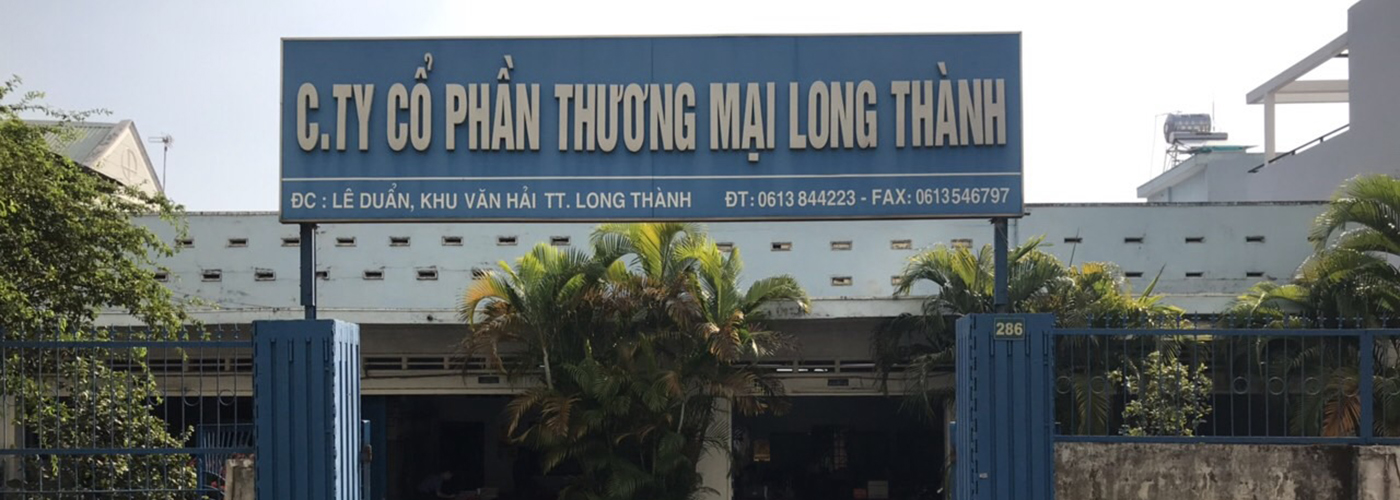 C.TY CỔ PHẦN THƯƠNG MẠI LONG THÀNH
ĐC : LÊ DUẨN, KHU VĂN HẢI TT. LONG THÀNH ĐT: 0613 844223 - FAX: 0613546797
286